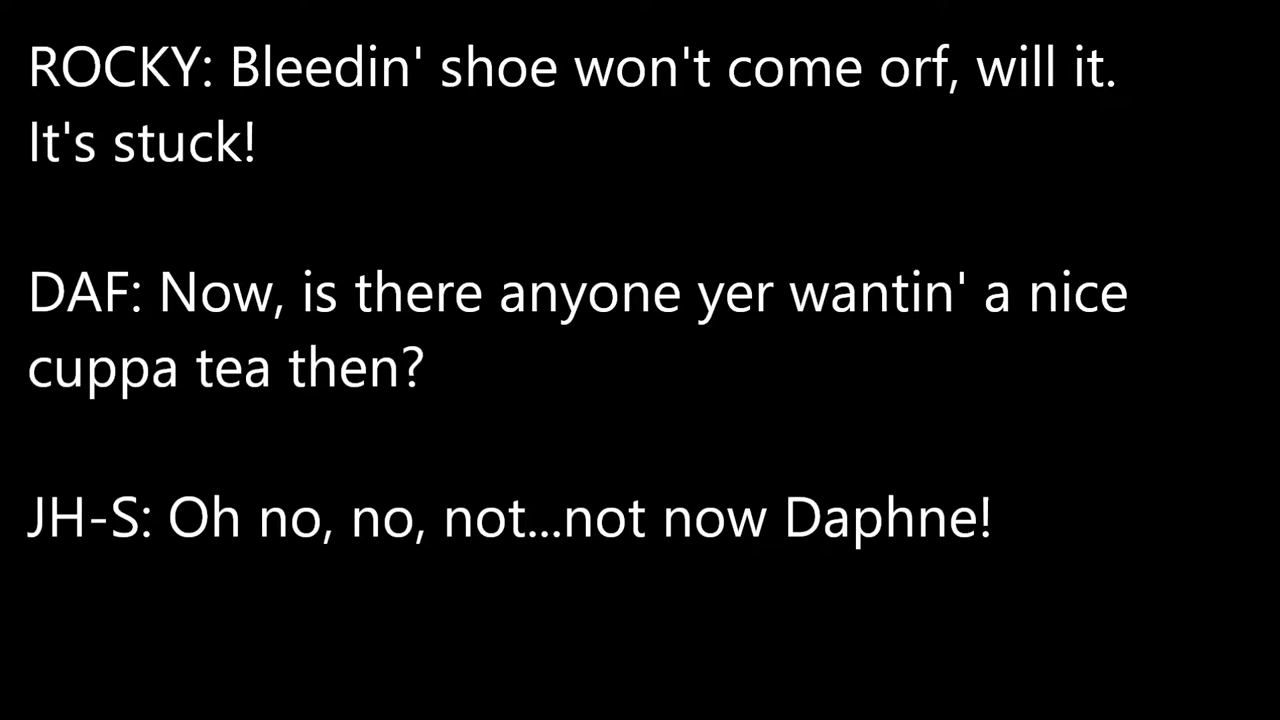 ROCKY: Bleedin' shoe won't come orf, will it.
It's stuck!
DAF: Now, is there anyone yer wantin' a nice
cuppa tea then?
JH-S: Oh no, no, not...not now Daphne!